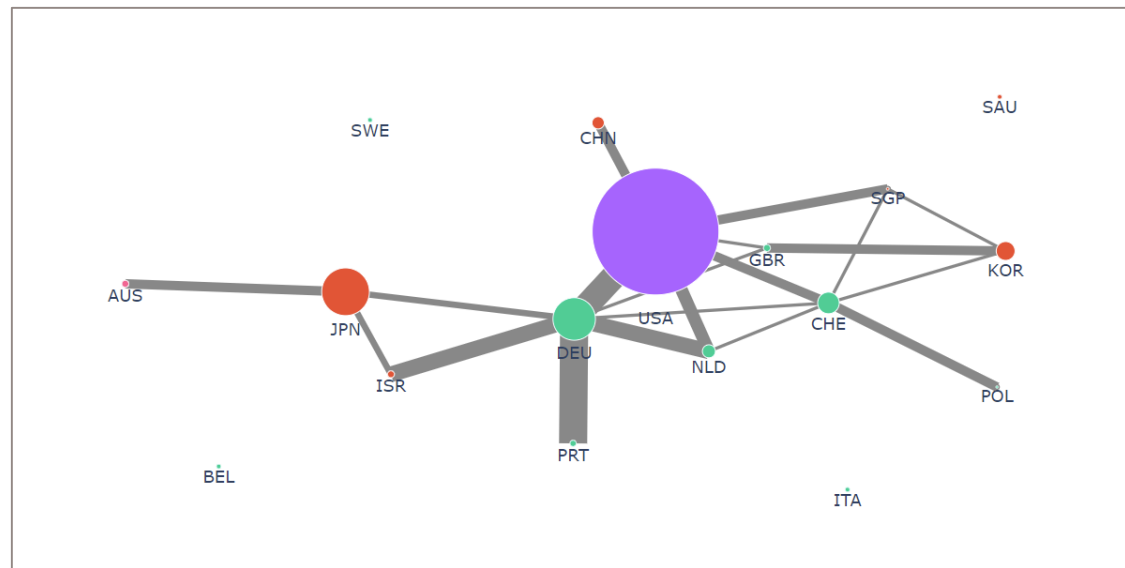 SAU
SWE
CHN
SGP
GBR
KOR
AUS
USA
CHE
JPN
DEU
NLD
ISR
POL
PRT
BEL
ITA